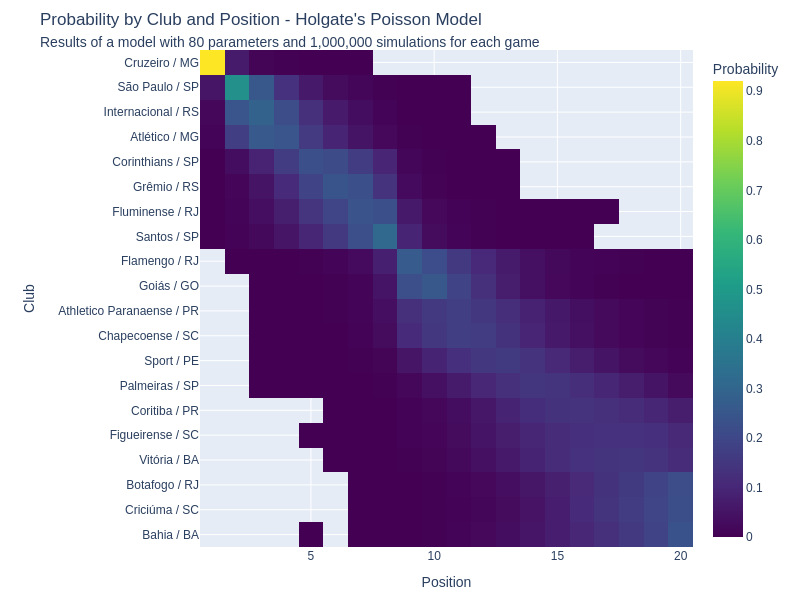 Probability by Club and Position - Holgate's Poisson Model
Results of a model with 80 parameters and 1,000,000 simulations for each game
Probability
Cruzeiro / MG
São Paulo / SP
Internacional / RS
Atlético / MG
Corinthians / SP
Grêmio / RS
Fluminense / RJ
Santos / SP
Flamengo / RJ
Goiás / GO
Athletico Paranaense / PR
Chapecoense / SC
Sport / PE
Palmeiras / SP
Coritiba / PR
Figueirense / SC
Vitória / BA
Botafogo / RJ
Criciúma / SC
Bahia / BA
Club
5
10
15
20
Position
0.9
0.8
0.7
0.6
0.5
0.4
0.3
0.2
0.1
0